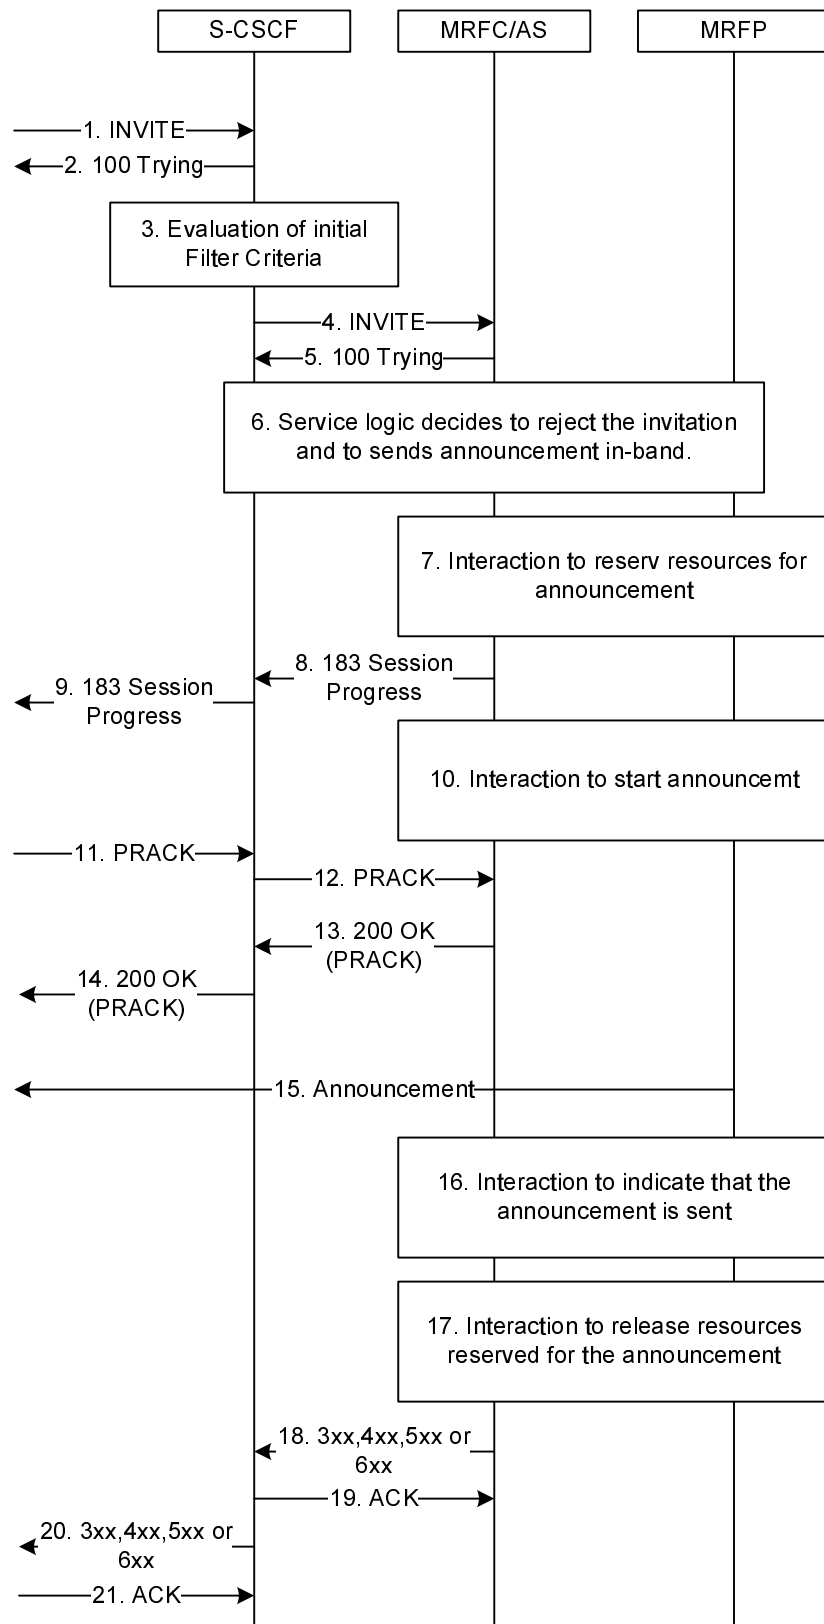 S-CSCF
MRFC/AS
MRFP
1. INVITE
2. 100 Trying
3. Evaluation of initial
Filter Criteria
4. INVITE
5. 100 Trying
6. Service logic decides to reject the invitation
and to sends announcement in-band.
7. Interaction to reserv resources for
announcement
8. 183 Session
Progress
9. 183 Session
Progress
10. Interaction to start announcemt
11. PRACK
12. PRACK
13. 200 OK
(PRACK)
14. 200 OK
(PRACK)
15. Announcement
16. Interaction to indicate that the
announcement is sent
17. Interaction to release resources
reserved for the announcement
18. 3xx,4xx,5xx or
6xx
19. ACK
20. 3xx,4xx,5xx or
6xx
21. ACK